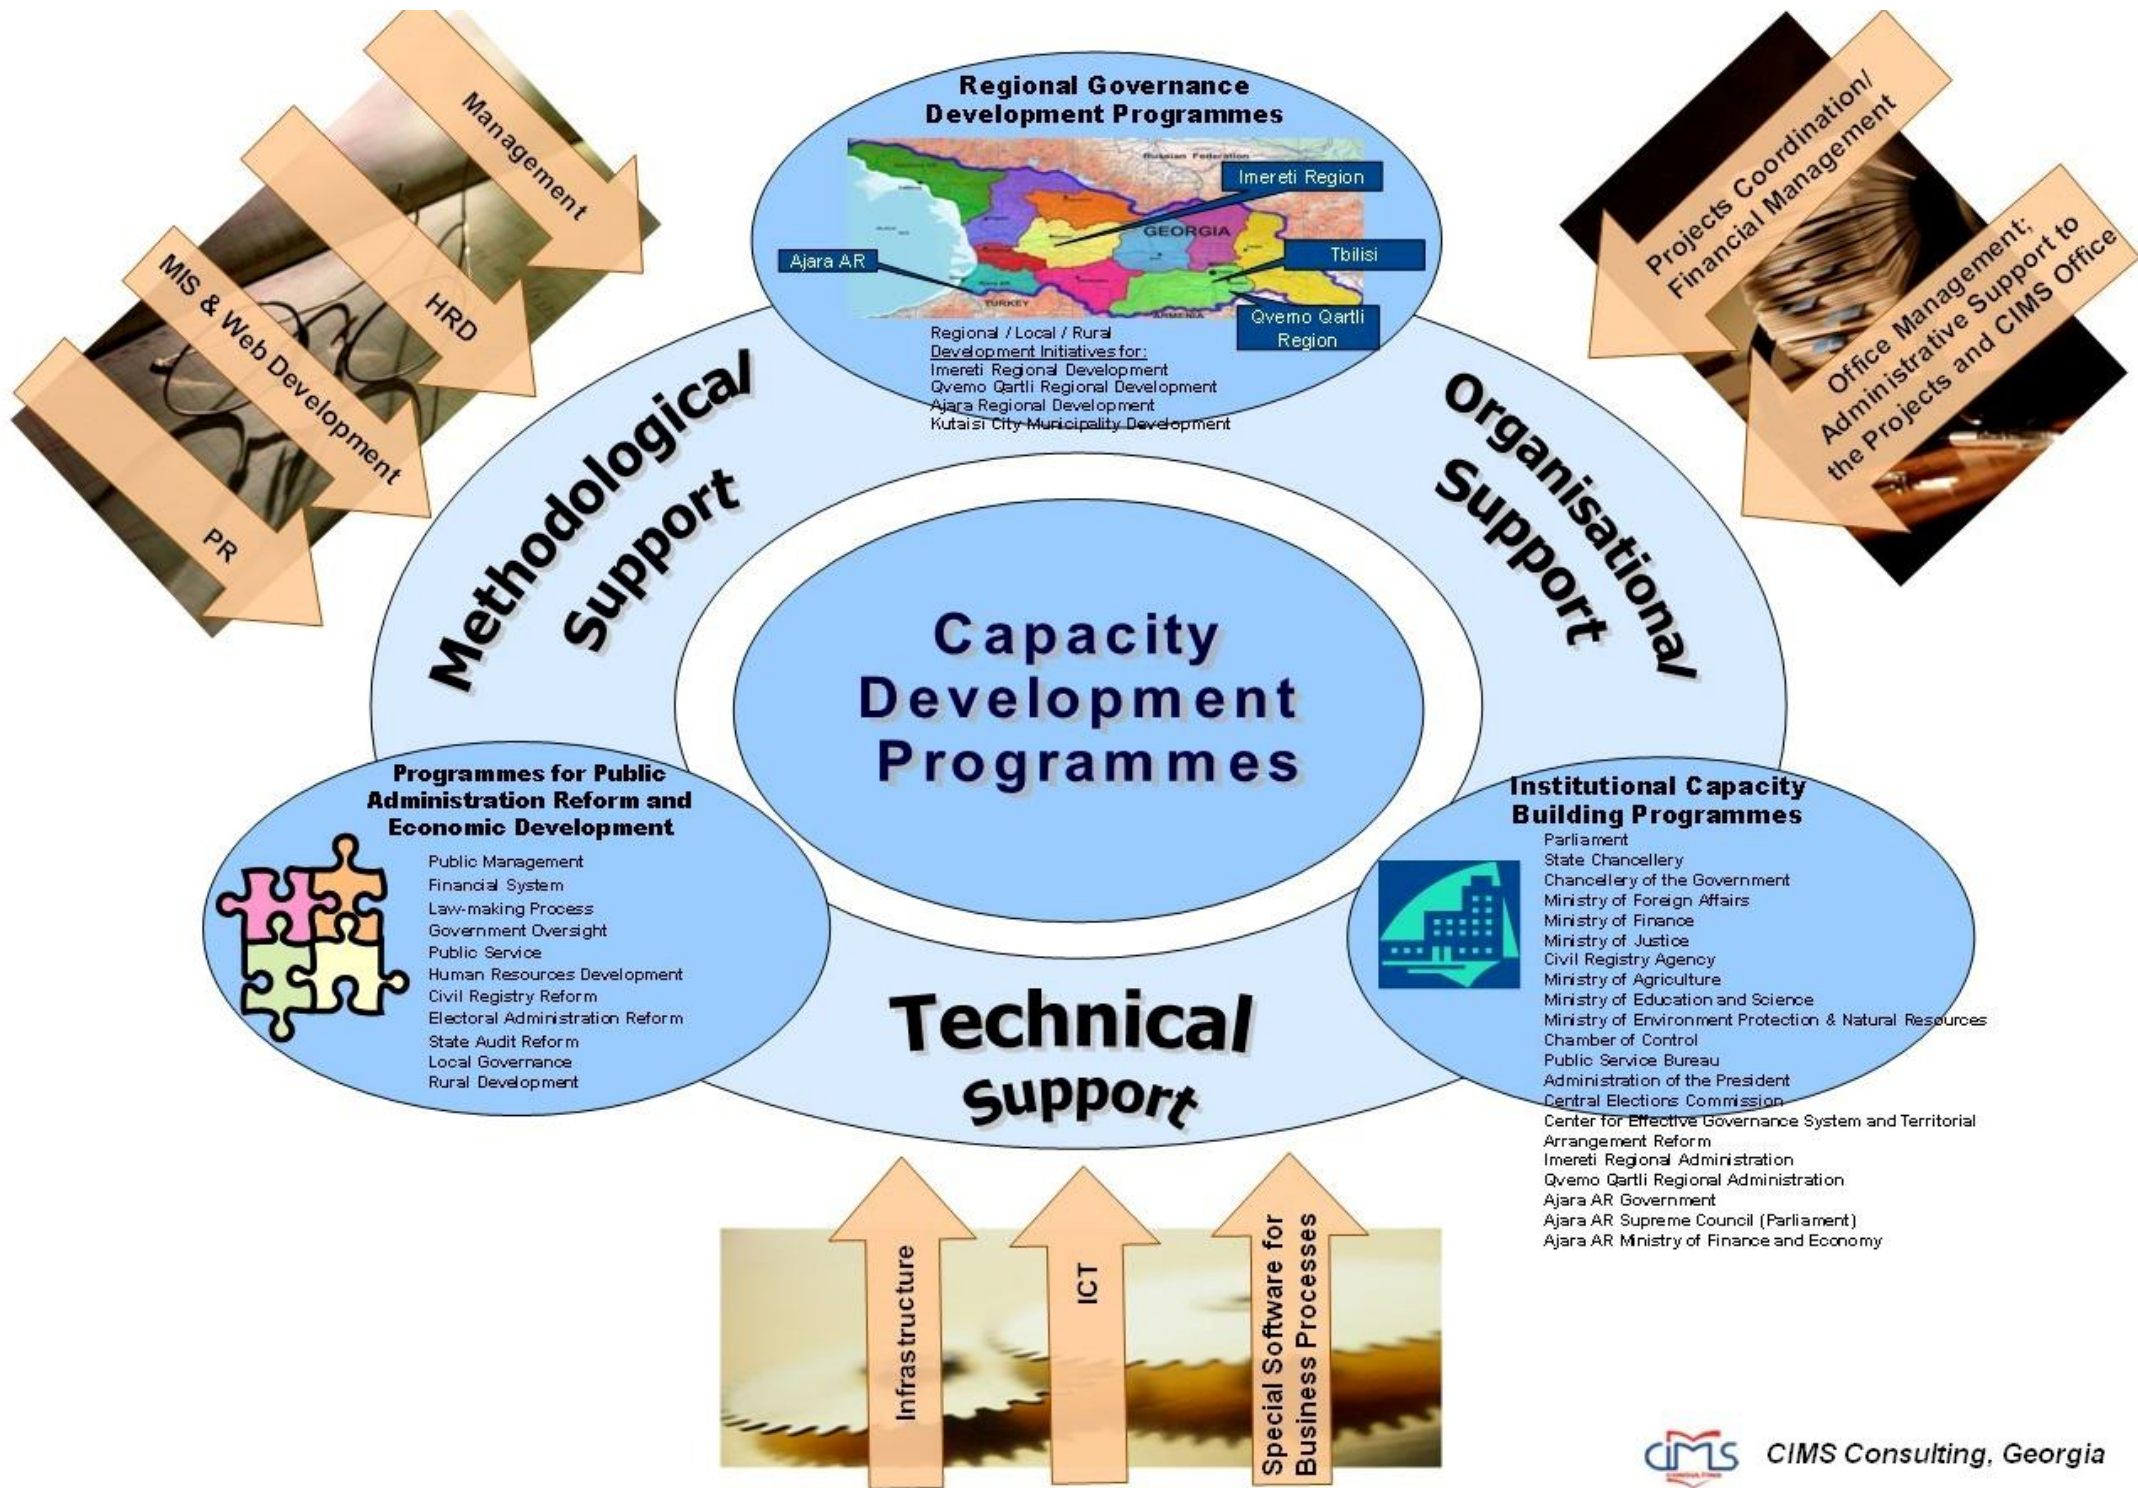 Management
HRD
MIS & Web Development
PR
Regional Governance
Development Programmes
Russian Federation
Imereti Region
GEORGIA
Ajara AR
Tbilisi
TURKEY
ARMENIA
Qvemo Qartli
Region
Regional / Local / Rural
Development Initiatives for:
Imereti Regional Development
Qvemo Qartli Regional Development
Ajara Regional Development
Kutaisi City Municipality Development
Projects Coordination/
Financial Management
Office Management;
Administrative Support to
the Projects and CIMS Office
Methodological
Support
Organisational
Support
Capacity
Development
Programmes
Programmes for Public
Administration Reform and
Economic Development
Public Management
Financial System
Law-making Process
Government Oversight
Public Service
Human Resources Development
Civil Registry Reform
Electoral Administration Reform
State Audit Reform
Local Governance
Rural Development
Institutional Capacity
Building Programmes
Parliament
State Chancellery
Chancellery of the Government
Ministry of Foreign Affairs
Ministry of Finance
Ministry of Justice
Civil Registry Agency
Ministry of Agriculture
Ministry of Education and Science
Ministry of Environment Protection & Natural Resources
Chamber of Control
Public Service Bureau
Administration of the President
Central Elections Commission
Center for Effective Governance System and Territorial
Arrangement Reform
Imereti Regional Administration
Qvemo Qartli Regional Administration
Ajara AR Government
Ajara AR Supreme Council (Parliament)
Ajara AR Ministry of Finance and Economy
Technical
Support
Infrastructure
ICT
Special Software for
Business Processes
CIMS
CONSULTING
CIMS Consulting, Georgia